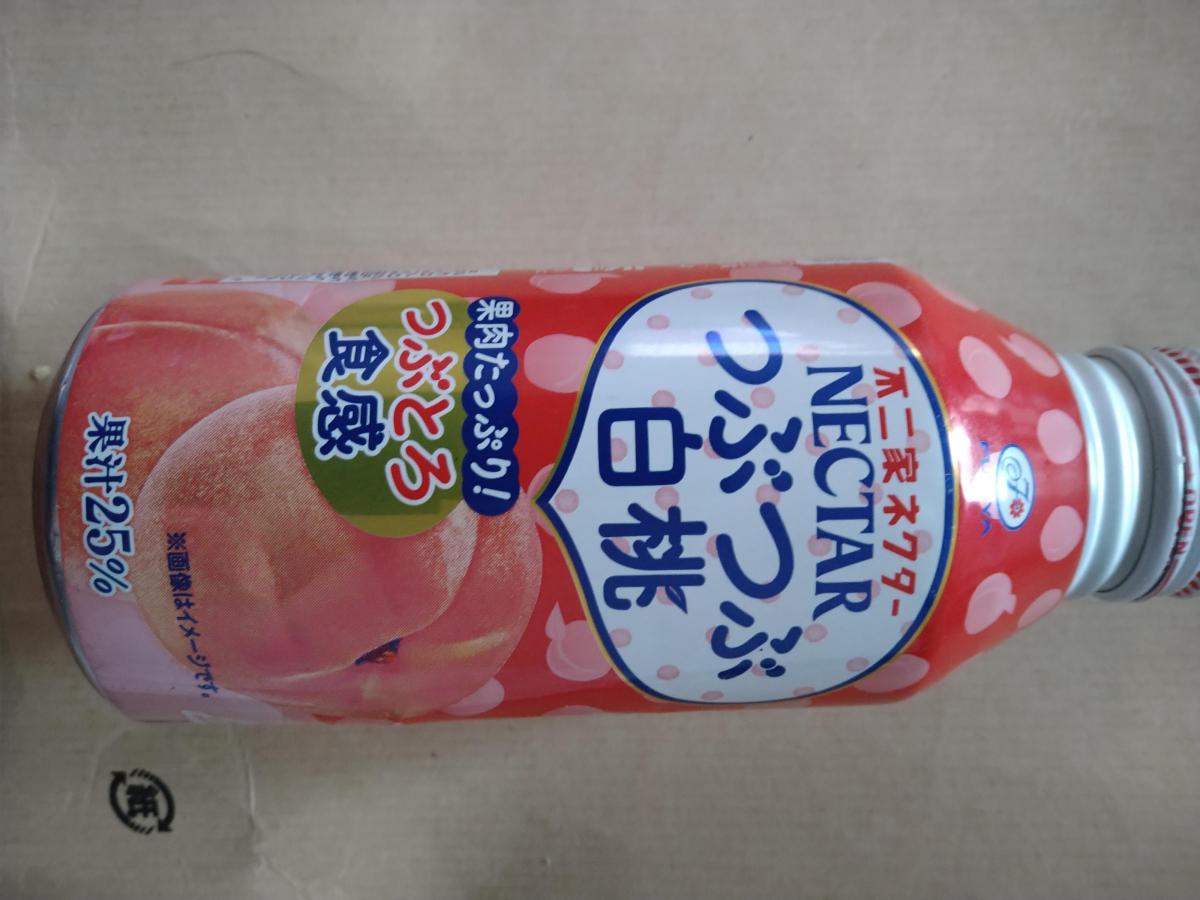 不二家ネクター
NECTAR
つぶつぶ
白桃
果肉たっぷり!
つぶとろ
食感
※画像はイメージです。
果汁25%
紙